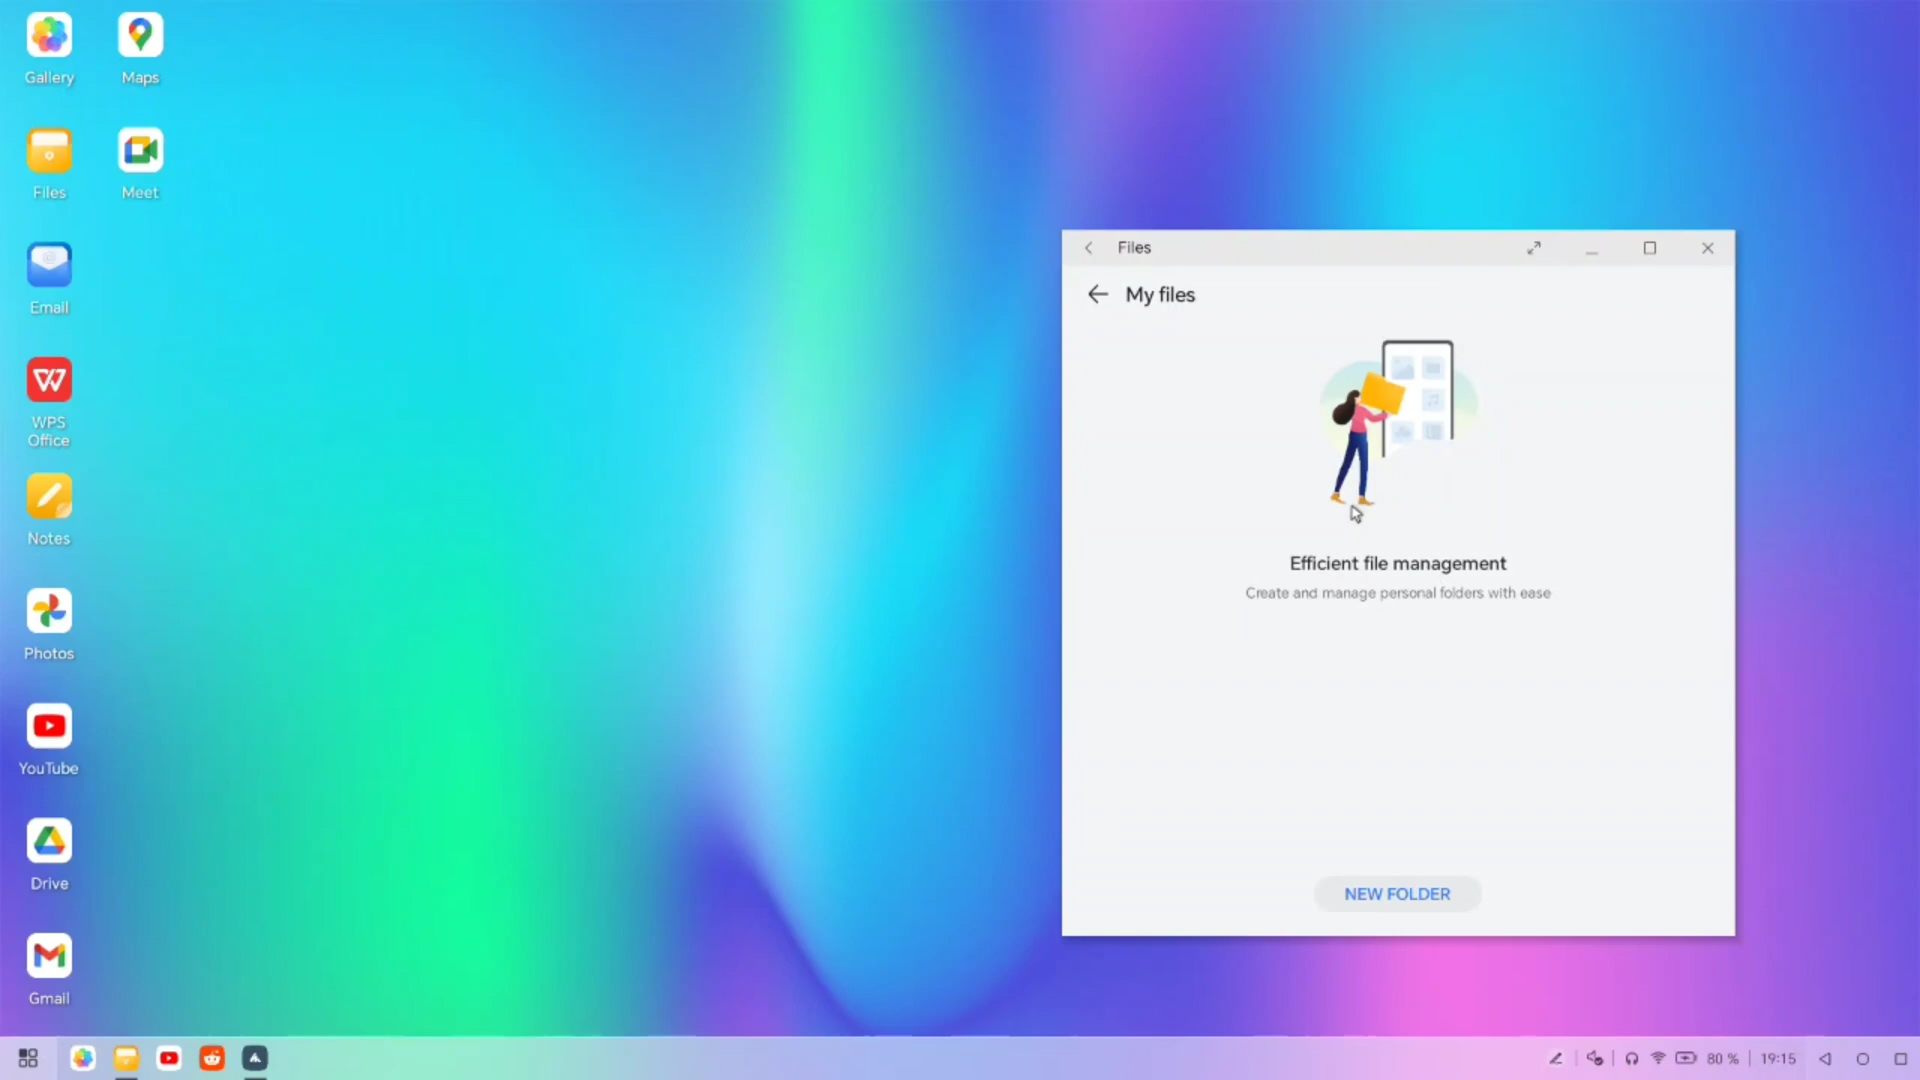 Gallery
Maps
Files
Meet
Email
WPS
Office
Notes
Photos
YouTube
Drive
Gmail
Files
My files
Efficient file management
Create and manage personal folders with ease
NEW FOLDER
80 %
19:15